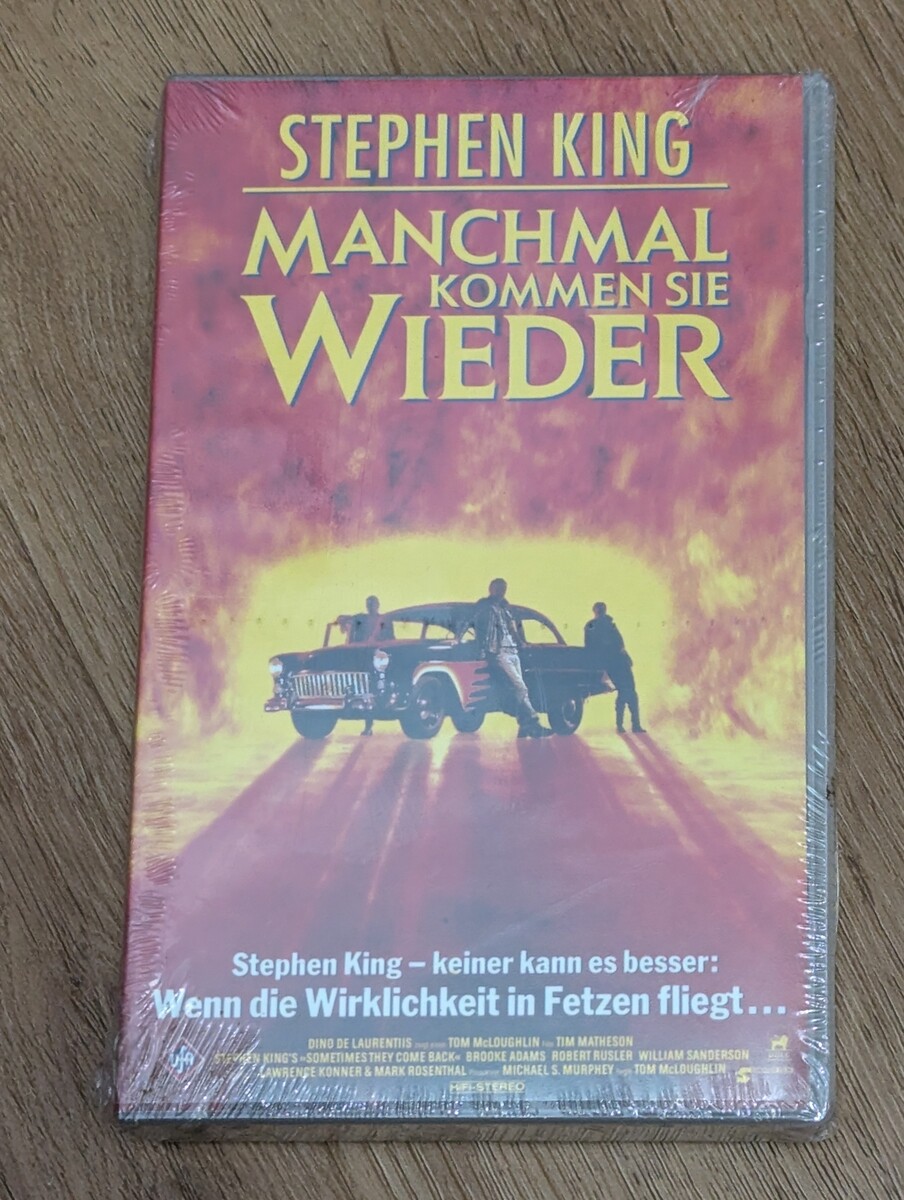 STEPHEN KING
MANCHMAL
KOMMEN SIE
WIEDER
Stephen King – keiner kann es besser:
Wenn die Wirklichkeit in Fetzen fliegt...
DINO DE LAURENTIIS TOM McLOUGHLIN TIM MATHESON
ufa STEPHEN KING'S »SOMETIMES THEY COME BACK« BROOKE ADAMS ROBERT RUSLER WILLIAM SANDERSON
LAWRENCE KONNER & MARK ROSENTHAL MICHAEL S. MURPHEY TOM McLOUGHLIN
HIFI-STEREO